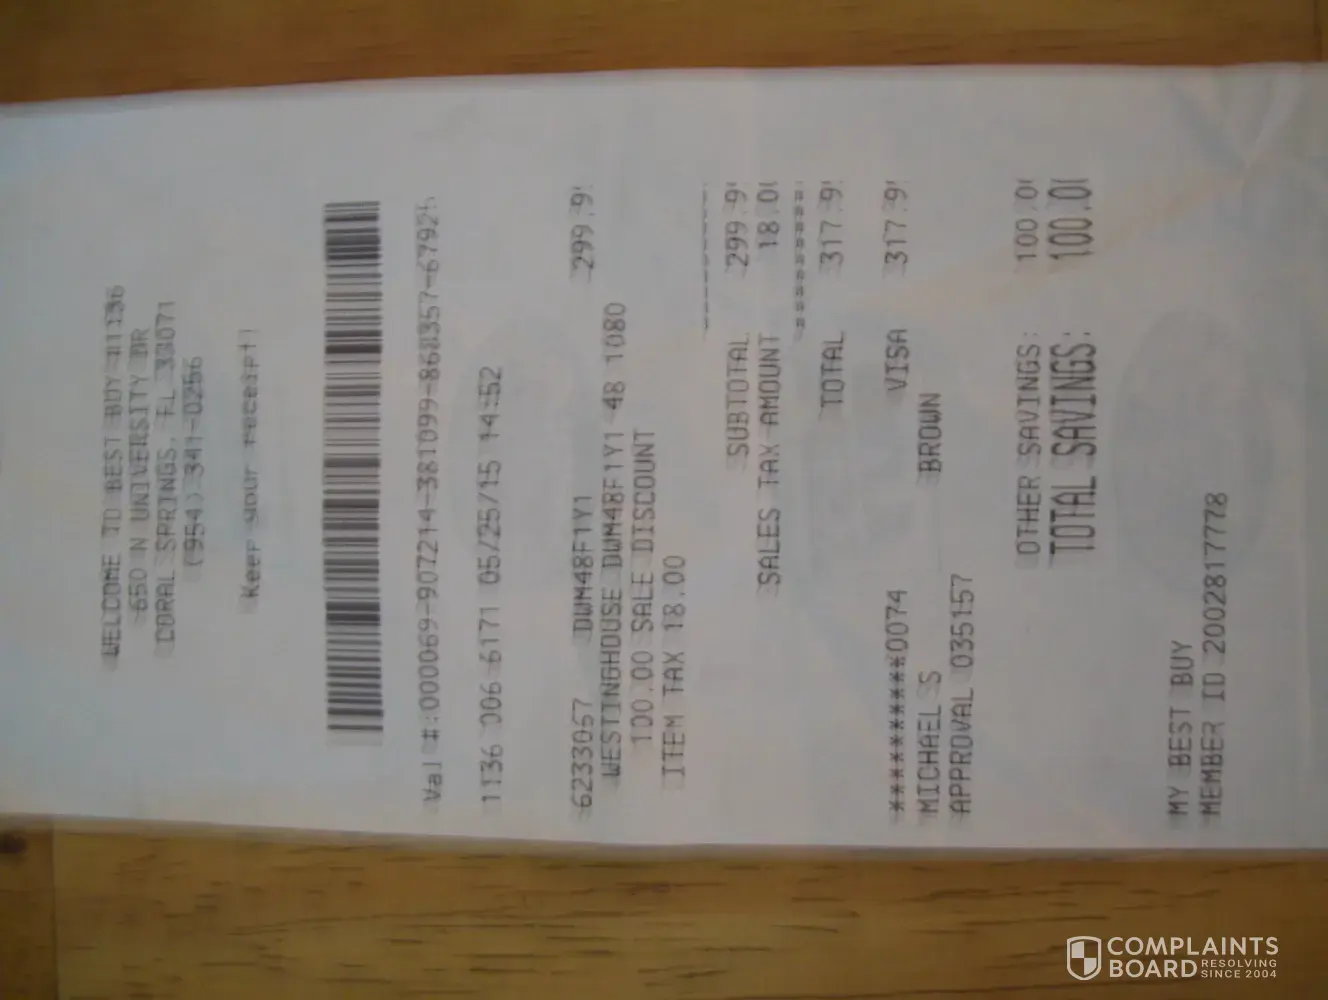 WELCOME TO BEST BUY #1136
650 N UNIVERSITY DR
CORAL SPRINGS, FL 33071
(954) 341-0256
Keep your receipt!
Val #:000069-907214-381099-868357-67925
1136 006 6171 05/25/15 14:52
6233067 DWM48F1Y1 299.9
WESTINGHOUSE DWM48F1Y1 48 1080
100.00 SALE DISCOUNT
ITEM TAX 18.00
SUBTOTAL 299.9
SALES TAX AMOUNT 18.0
TOTAL 317.9
************0074 VISA 317.9
MICHAEL S BROWN
APPROVAL 035157
OTHER SAVINGS: 100.0
TOTAL SAVINGS: 100.0
MY BEST BUY
MEMBER ID 2002817778
COMPLAINTS
BOARD RESOLVING
SINCE 2004